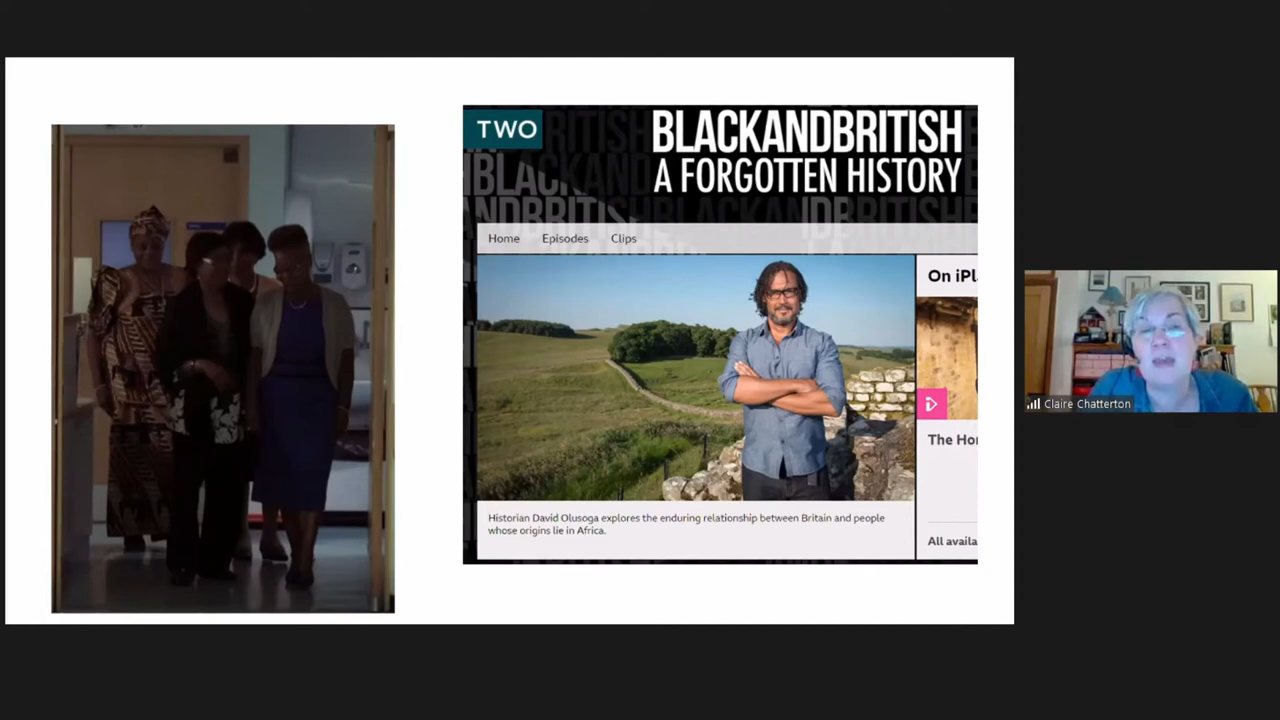 TWO
BLACKANDBRITISH
A FORGOTTEN HISTORY
Home Episodes Clips
On iPl
Historian David Olusoga explores the enduring relationship between Britain and people
whose origins lie in Africa.
The Hor
All availa
Claire Chatterton